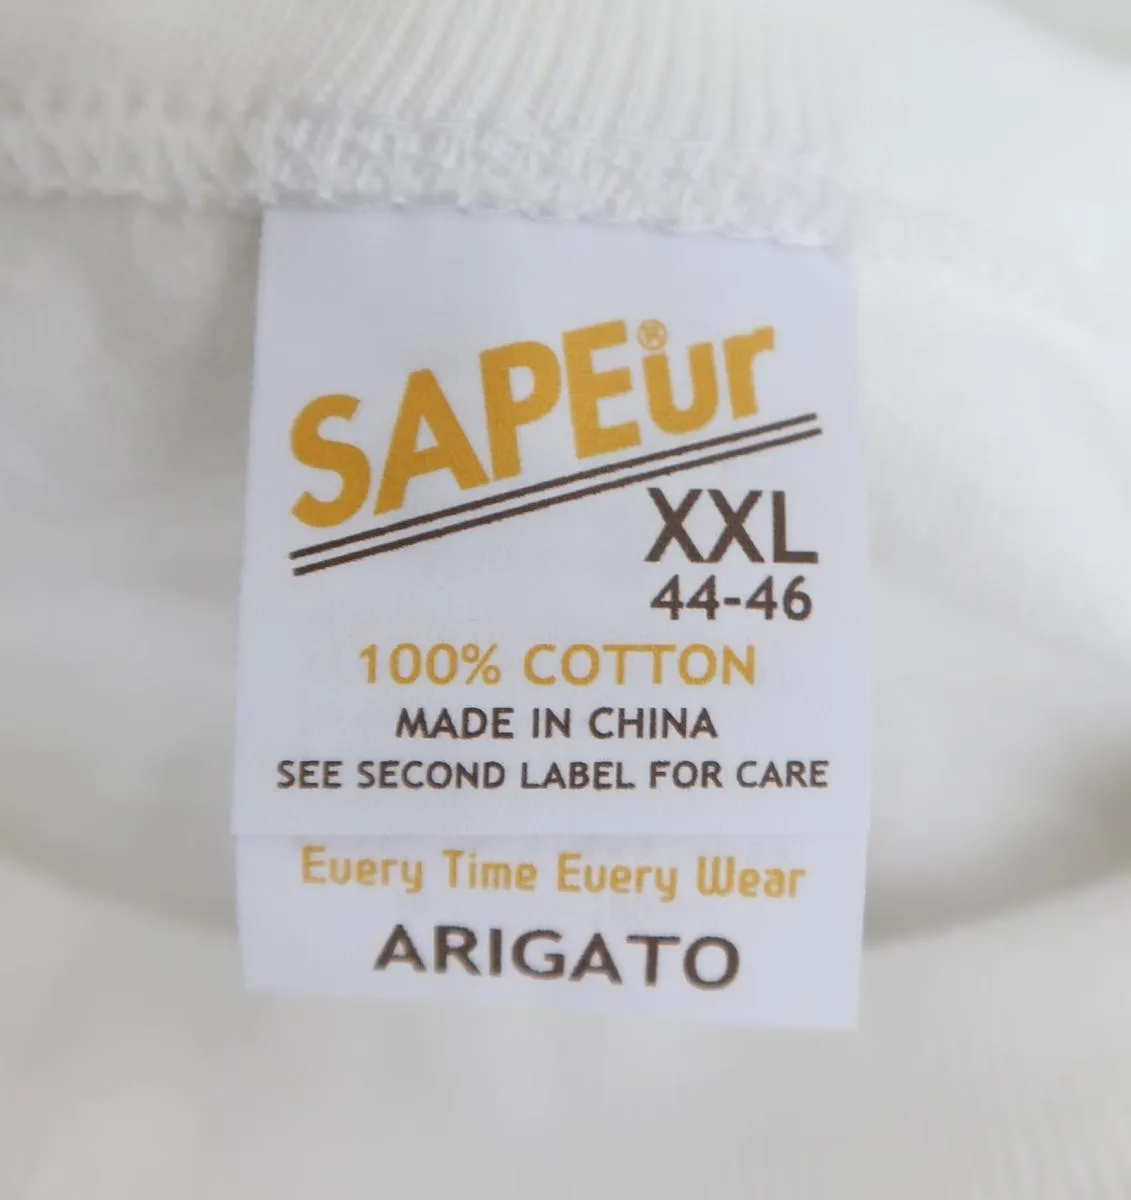 SAPEur®
XXL
44-46
100% COTTON
MADE IN CHINA
SEE SECOND LABEL FOR CARE
Every Time Every Wear
ARIGATO